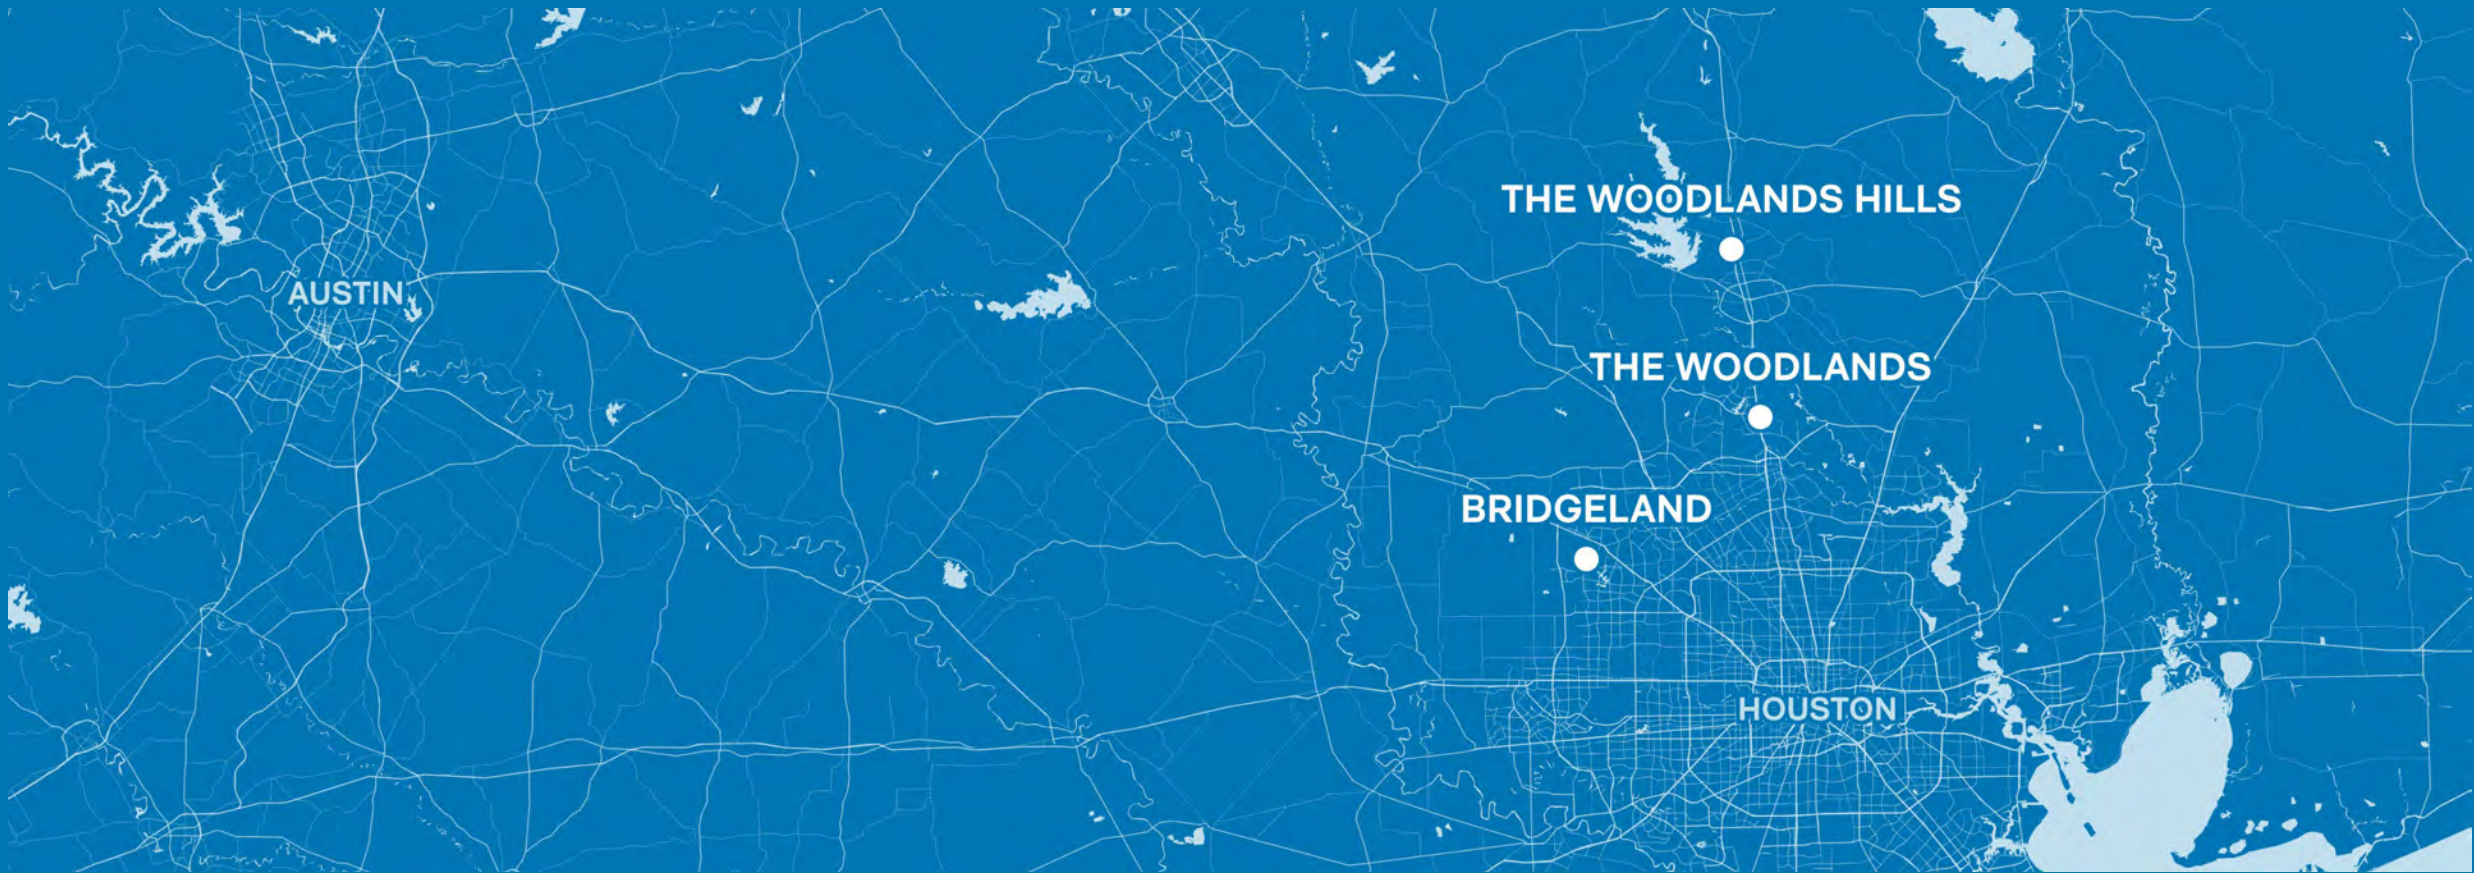 THE WOODLANDS HILLS
AUSTIN
THE WOODLANDS
BRIDGELAND
HOUSTON